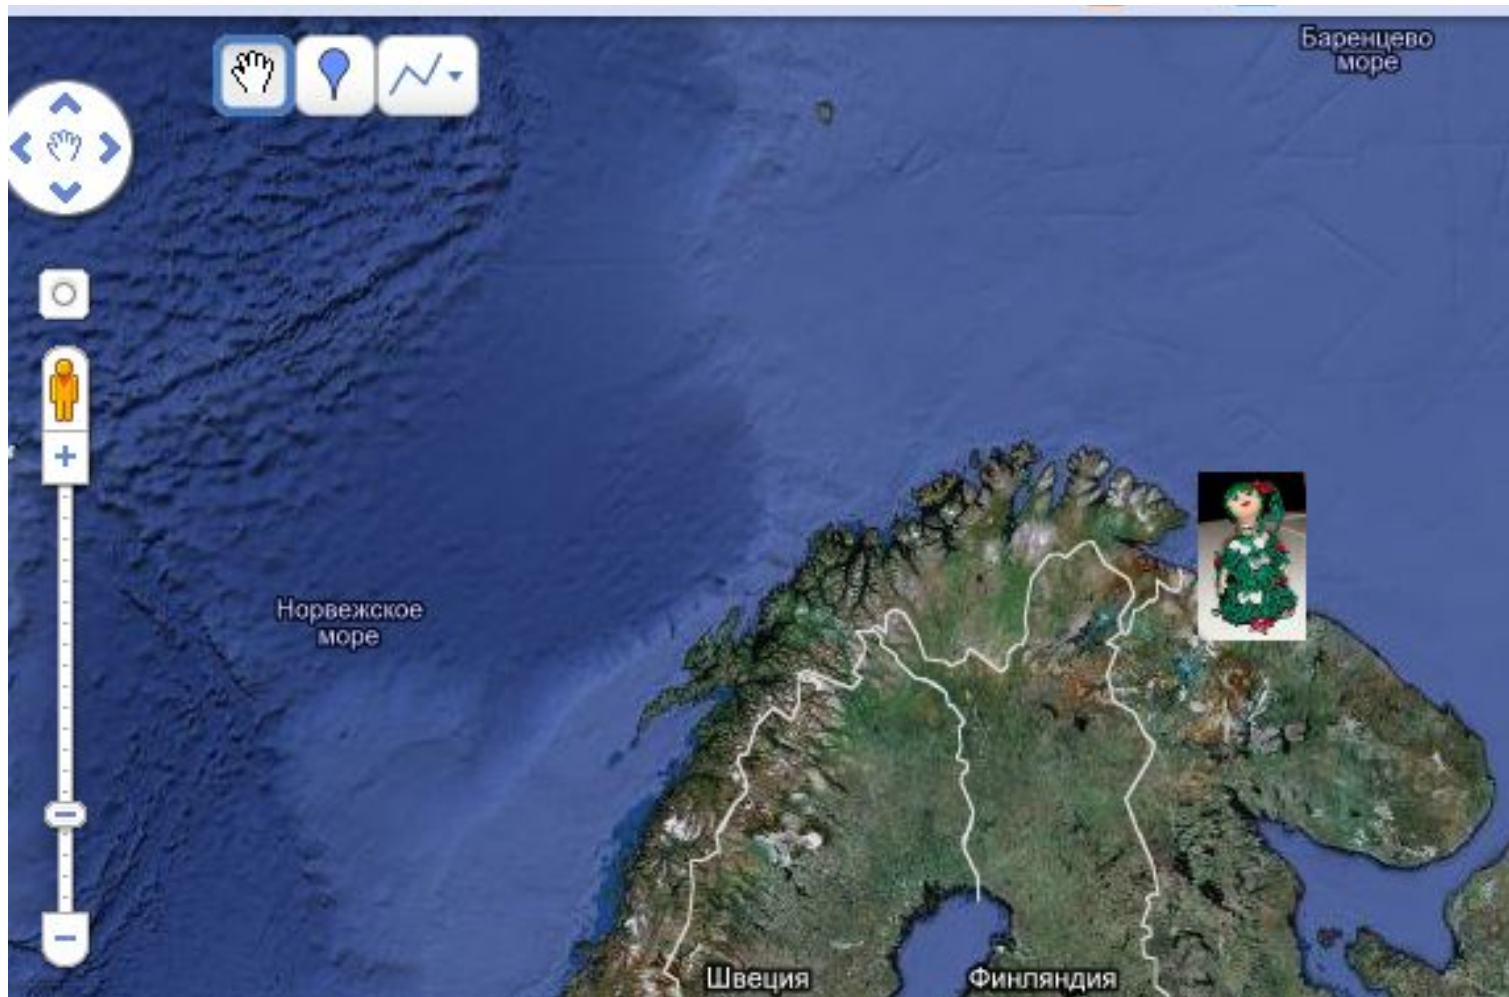 Баренцево
море
Норвежское
море
Швеция
Финляндия